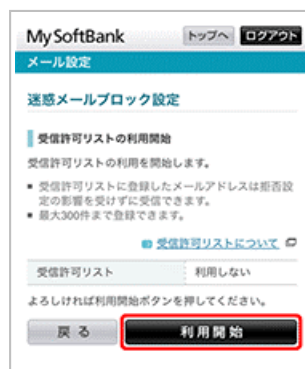 My SoftBank トップへ ログアウト
メール設定
迷惑メールブロック設定
受信許可リストの利用開始
受信許可リストの利用を開始します。
■ 受信許可リストに登録したメールアドレスは拒否設
定の影響を受けずに受信できます。
■ 最大300件まで登録できます。
受信許可リストについて
受信許可リスト 利用しない
よろしければ利用開始ボタンを押してください。
戻る 利用開始